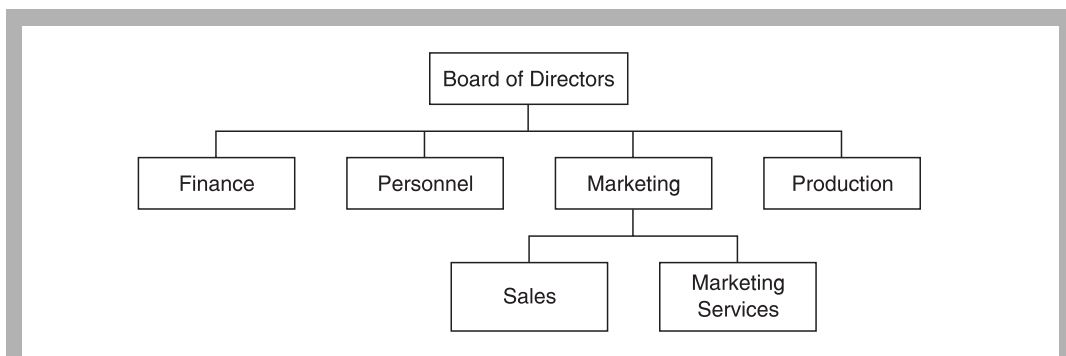 Board of Directors
Finance
Personnel
Marketing
Production
Sales
Marketing
Services